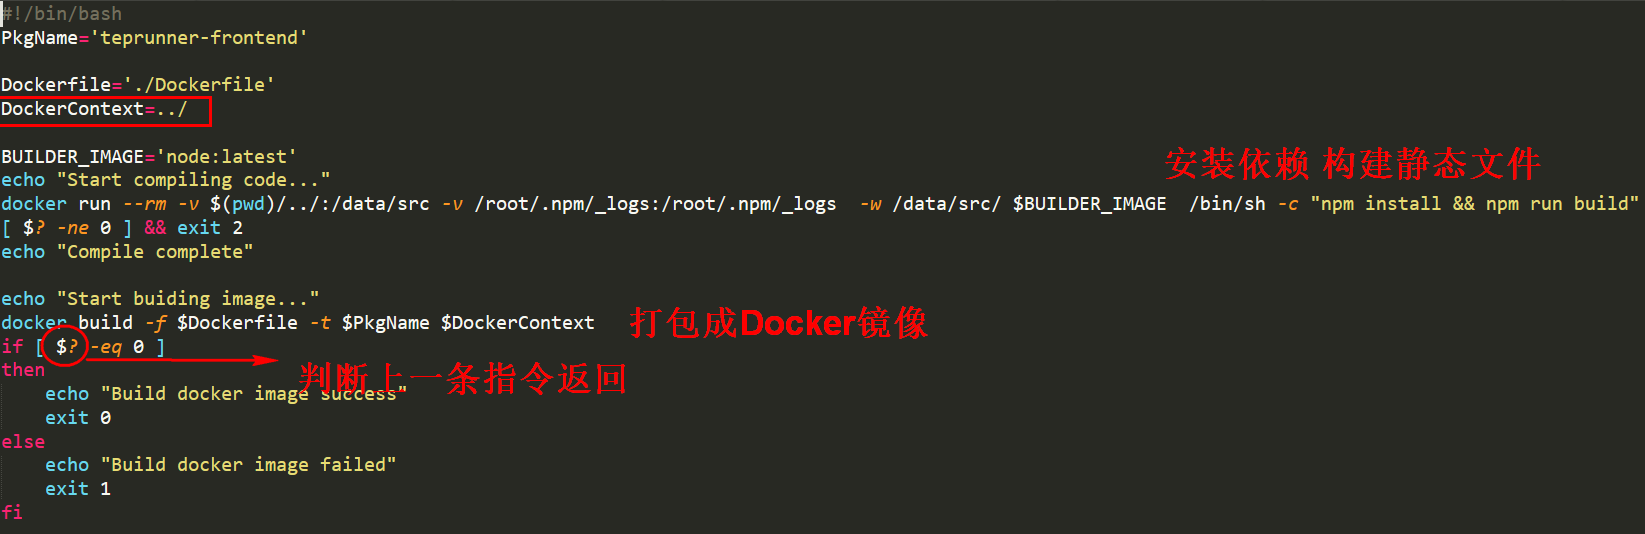 #!/bin/bash
PkgName='teprunner-frontend'
Dockerfile='./Dockerfile'
DockerContext=../
BUILDER_IMAGE='node:latest'
安装依赖 构建静态文件
echo "Start compiling code..."
docker run --rm -v $(pwd)/../:/data/src -v /root/.npm/_logs:/root/.npm/_logs  -w /data/src/ $BUILDER_IMAGE  /bin/sh -c "npm install && npm run build"
[ $? -ne 0 ] && exit 2
echo "Compile complete"
echo "Start buiding image..."
docker build -f $Dockerfile -t $PkgName $DockerContext
打包成Docker镜像
if [ $? -eq 0 ]
then
判断上一条指令返回
    echo "Build docker image success"
    exit 0
else
    echo "Build docker image failed"
    exit 1
fi